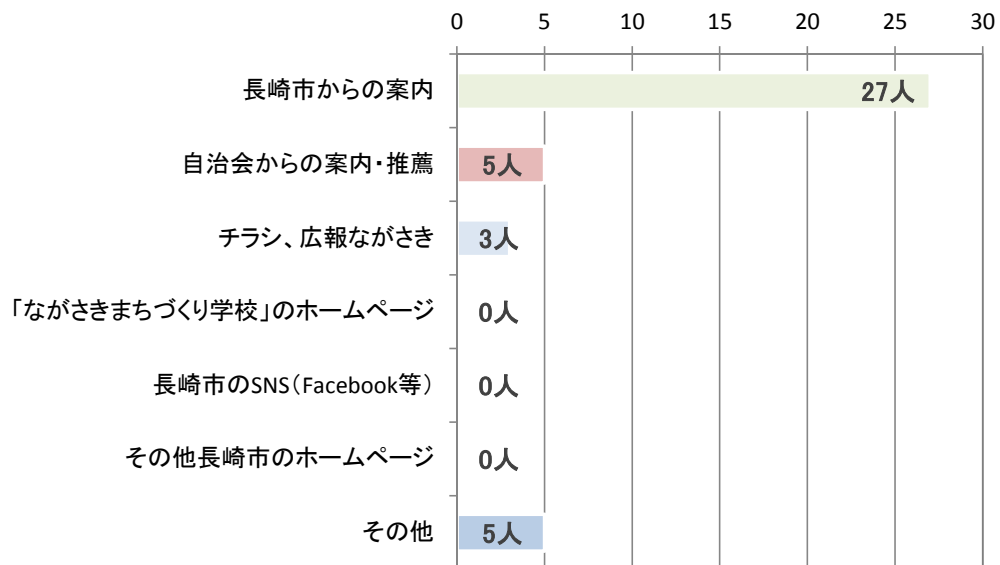 0 5 10 15 20 25 30
長崎市からの案内 27人
自治会からの案内・推薦 5人
チラシ、広報ながさき 3人
「ながさきまちづくり学校」のホームページ 0人
長崎市のSNS(Facebook等) 0人
その他長崎市のホームページ 0人
その他 5人